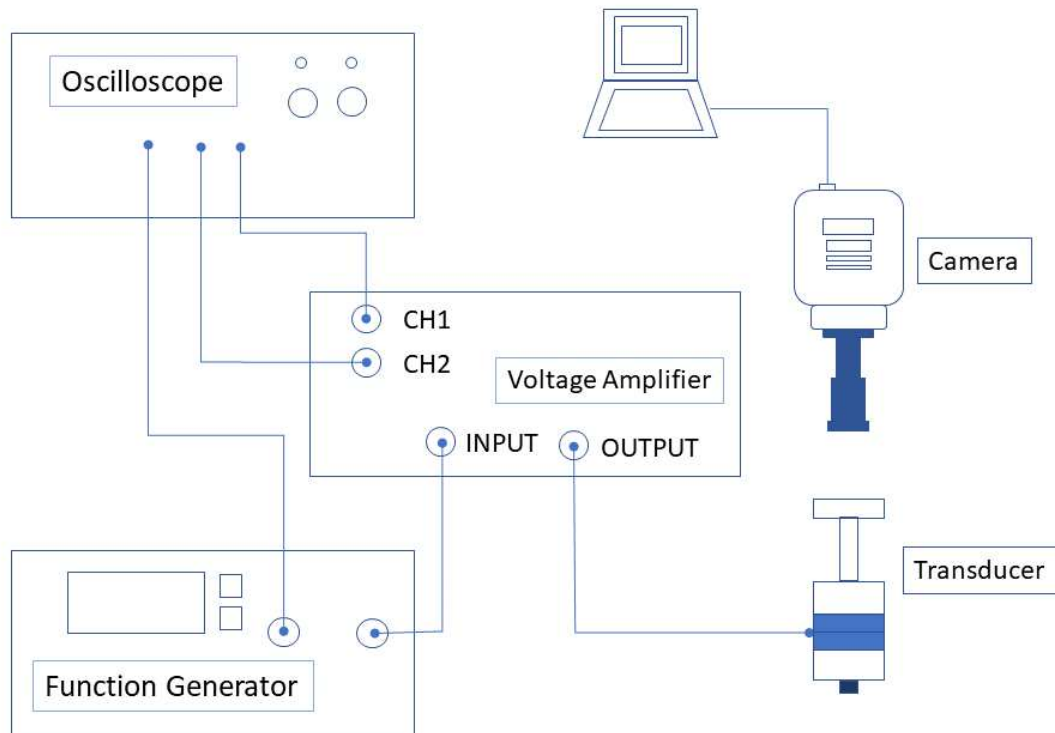 Oscilloscope
Camera
CH1
CH2
Voltage Amplifier
INPUT
OUTPUT
Transducer
Function Generator